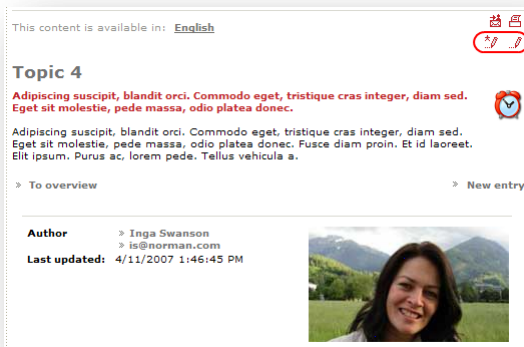 This content is available in: English
Topic 4
Adipiscing suscipit, blandit orci. Commodo eget, tristique cras integer, diam sed.
Eget sit molestie, pede massa, odio platea donec.
Adipiscing suscipit, blandit orci. Commodo eget, tristique cras integer, diam sed.
Eget sit molestie, pede massa, odio platea donec. Fusce diam proin. Et id laoreet.
Elit ipsum. Purus ac, lorem pede. Tellus vehicula a.
» To overview » New entry
Author » Inga Swanson
» is@norman.com
Last updated: 4/11/2007 1:46:45 PM